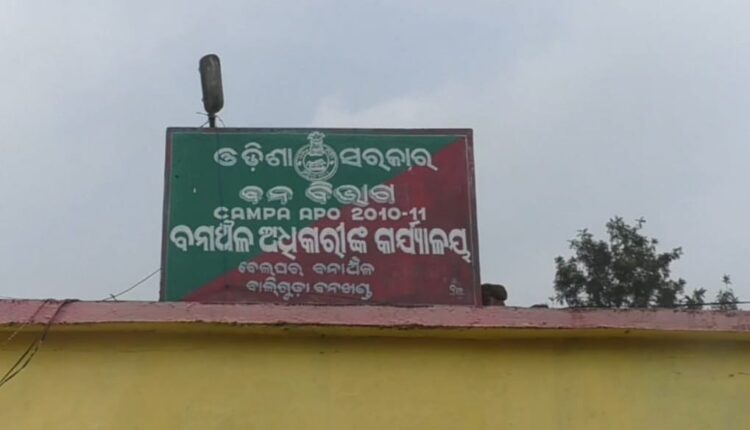 ଓଡ଼ିଶା ସରକାର
ବନ ବିଭାଗ
CAMPA APO 2010-11
ବନାଞ୍ଚଳ ଅଧିକାରୀଙ୍କ କାର୍ଯ୍ୟାଳୟ
ବେଲଘର ବନାଞ୍ଚଳ
ବାଲିଗୁଡ଼ା ବନଖଣ୍ଡ